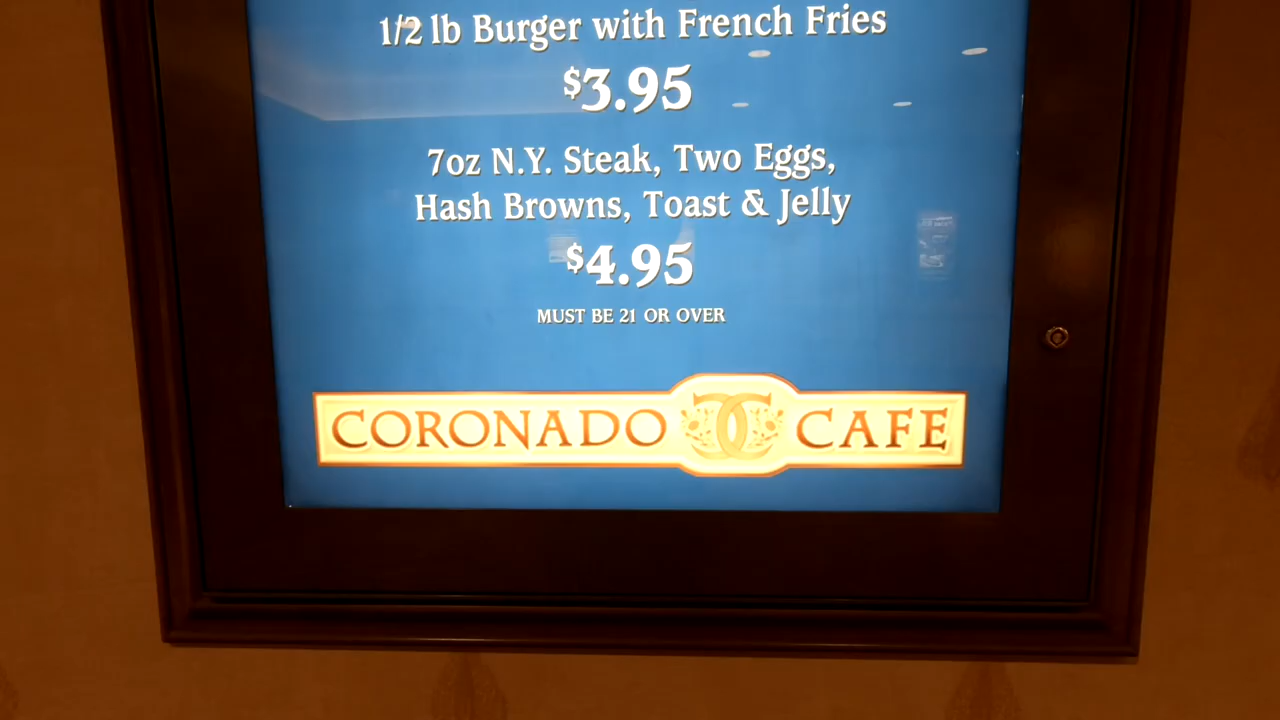 1/2 lb Burger with French Fries
$3.95
7oz N.Y. Steak, Two Eggs,
Hash Browns, Toast & Jelly
$4.95
MUST BE 21 OR OVER
CORONADO CC CAFE